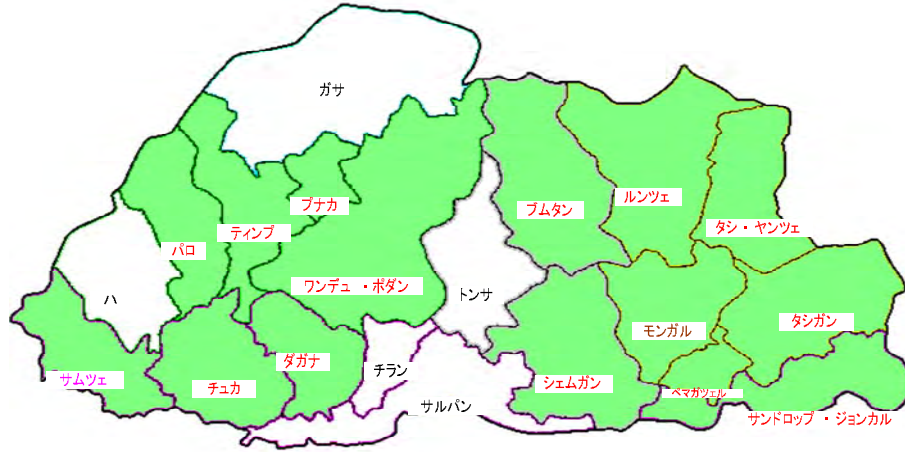 ガサ
プナカ
ティンプ
パロ
ハ
ワンデュ ・ポダン
トンサ
ブムタン
ルンツェ
タシ・ヤンツェ
モンガル
タシガン
サムツェ
チュカ
ダガナ
チラン
サルパン
シェムガン
ペマガツェル
サンドロップ ・ジョンカル